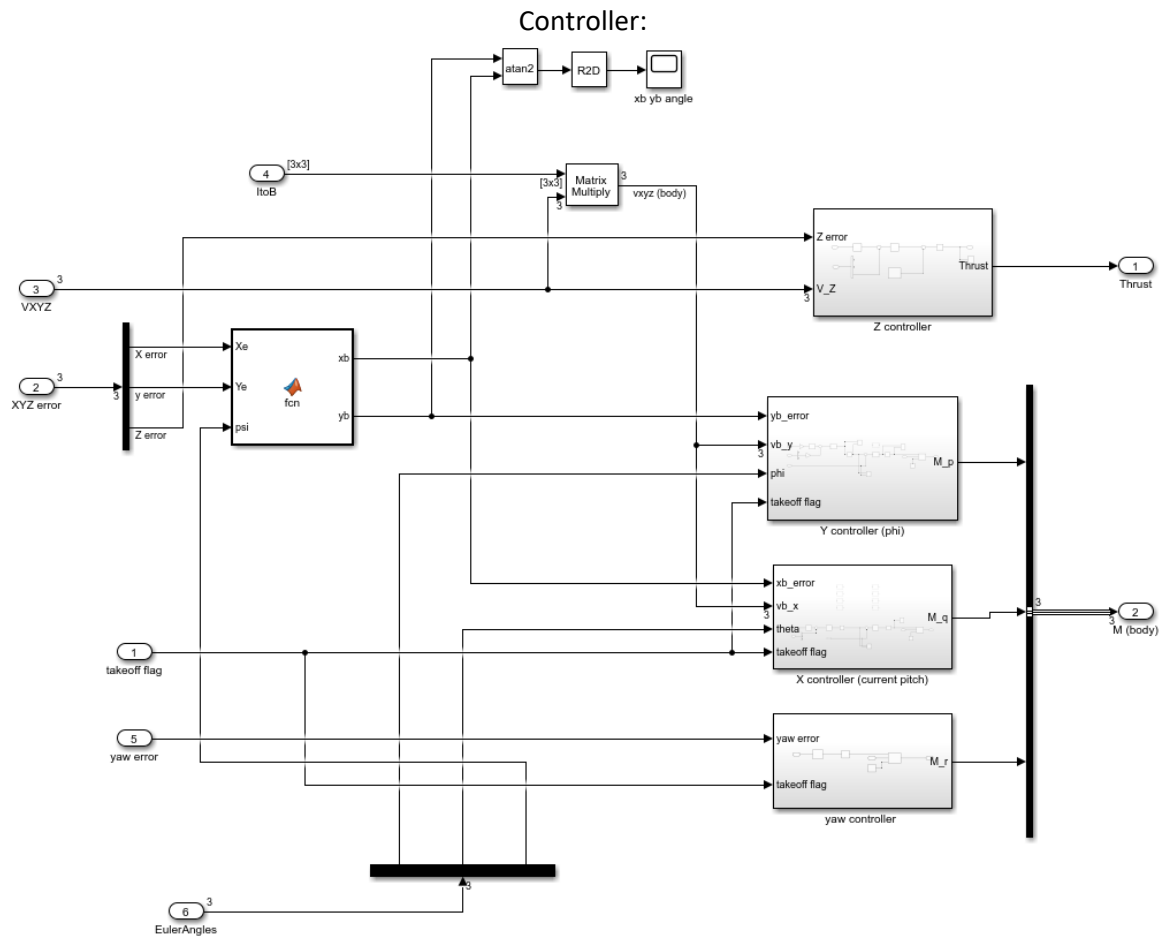 Controller:
atan2
R2D
xb yb angle
4
[3x3]
ItoB
[3x3]
3
Matrix
Multiply
3
vxyz (body)
Z error
V_Z
3
Thrust
Z controller
1
Thrust
3
3
VXYZ
2
3
XYZ error
3
X error
y error
Z error
Xe
Ye
psi
fcn
xb
yb
yb_error
vb_y
3
phi
takeoff flag
M_p
Y controller (phi)
xb_error
vb_x
3
theta
takeoff flag
M_q
X controller (current pitch)
3
3
2
M (body)
1
takeoff flag
5
yaw error
yaw error
takeoff flag
M_r
yaw controller
3
6
3
EulerAngles